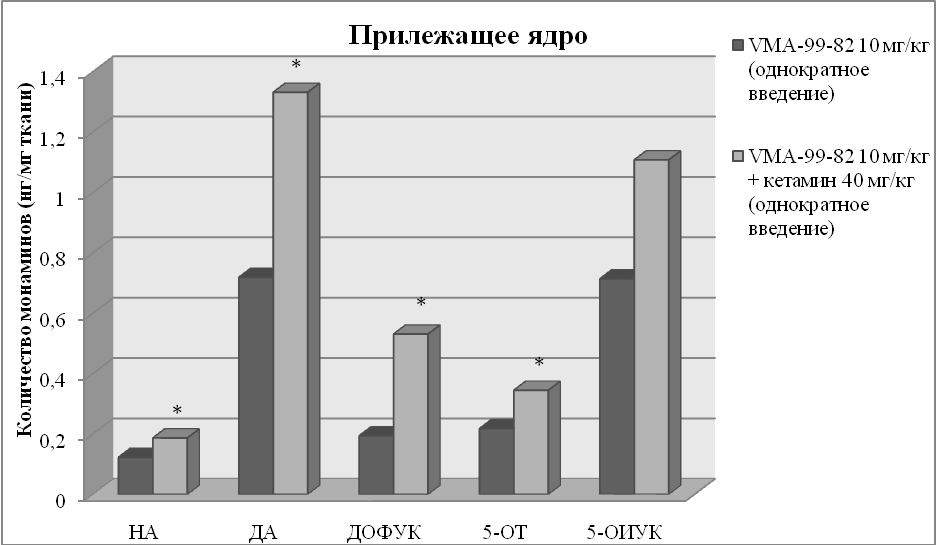 Прилежащее ядро
Количество монаминов (нг/мг ткани)
1,4
1,2
1
0,8
0,6
0,4
0,2
0
*
*
*
*
НА ДА ДОФУК 5-ОТ 5-ОИУК
VMA-99-82 10 мг/кг
(однократное
введение)
VMA-99-82 10 мг/кг
+ кетамин 40 мг/кг
(однократное
введение)